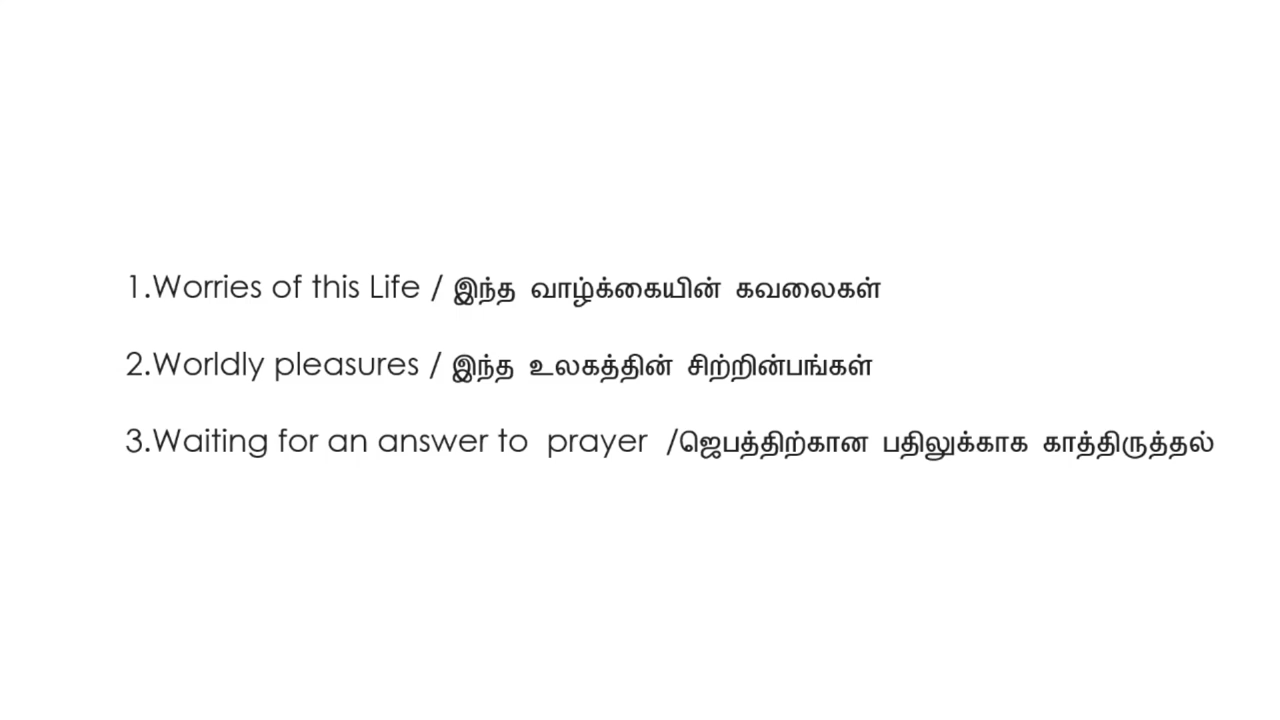 1.Worries of this Life / இந்த வாழ்க்கையின் கவலைகள்
2.Worldly pleasures / இந்த உலகத்தின் சிற்றின்பங்கள்
3.Waiting for an answer to  prayer  /ஜெபத்திற்கான பதிலுக்காக காத்திருத்தல்